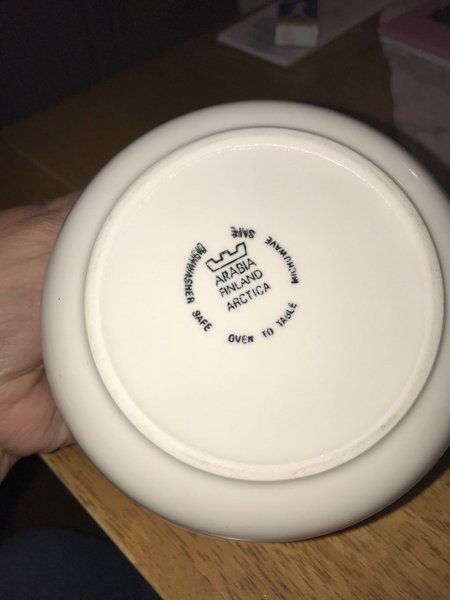 ARABIA
FINLAND
ARCTICA
DISHWASHER SAFE
OVEN TO TABLE
MICROWAVE SAFE